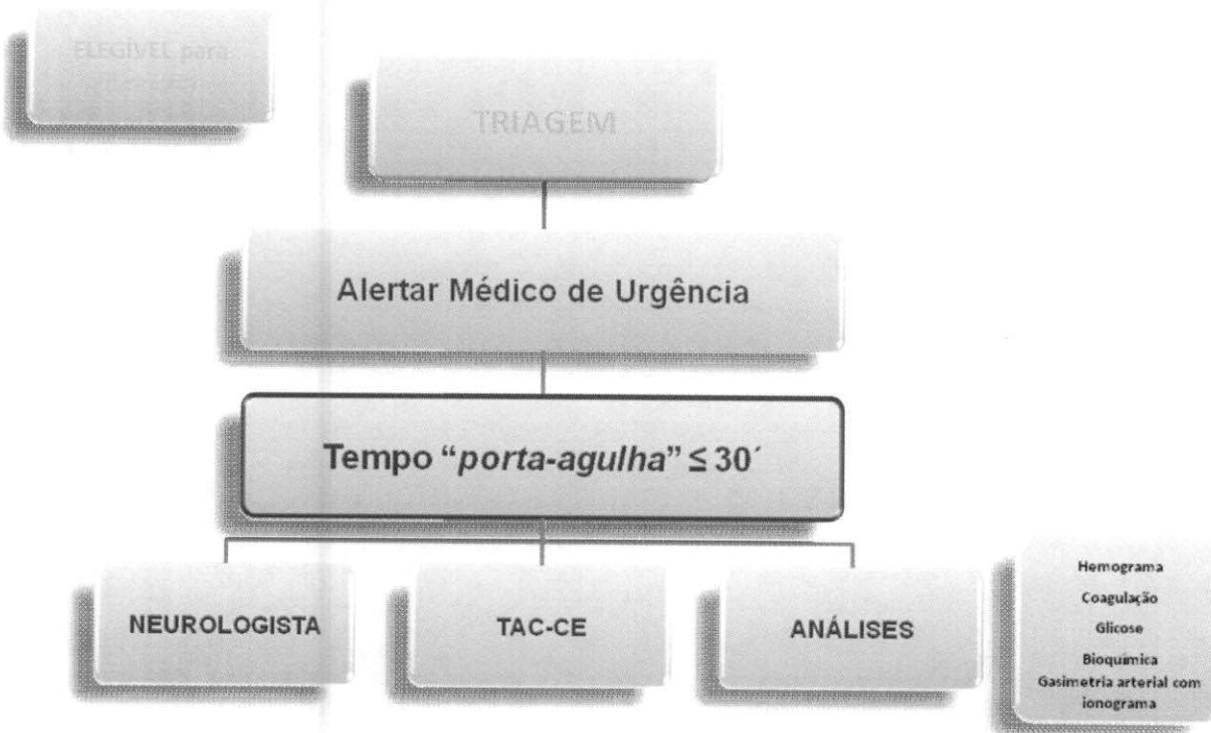 ELEGÍVEL para
TRIAGEM
Alertar Médico de Urgência
Tempo “porta-agulha” ≤ 30´
NEUROLOGISTA
TAC-CE
ANÁLISES
Hemograma
Coagulação
Glicose
Bioquímica
Gasimetria arterial com
ionograma